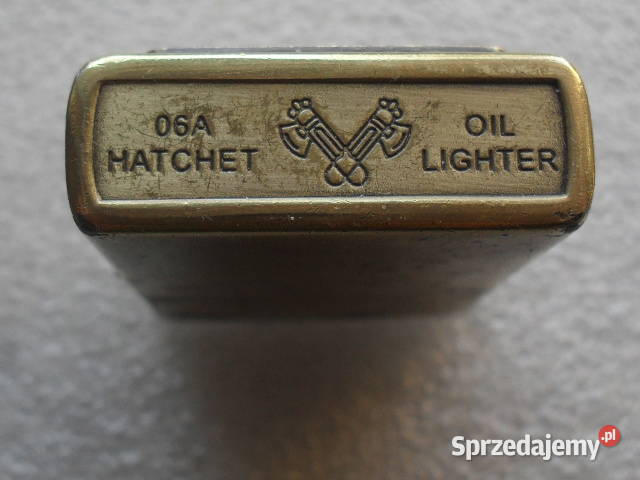 06A
HATCHET
OIL
LIGHTER
Sprzedajemy.pl